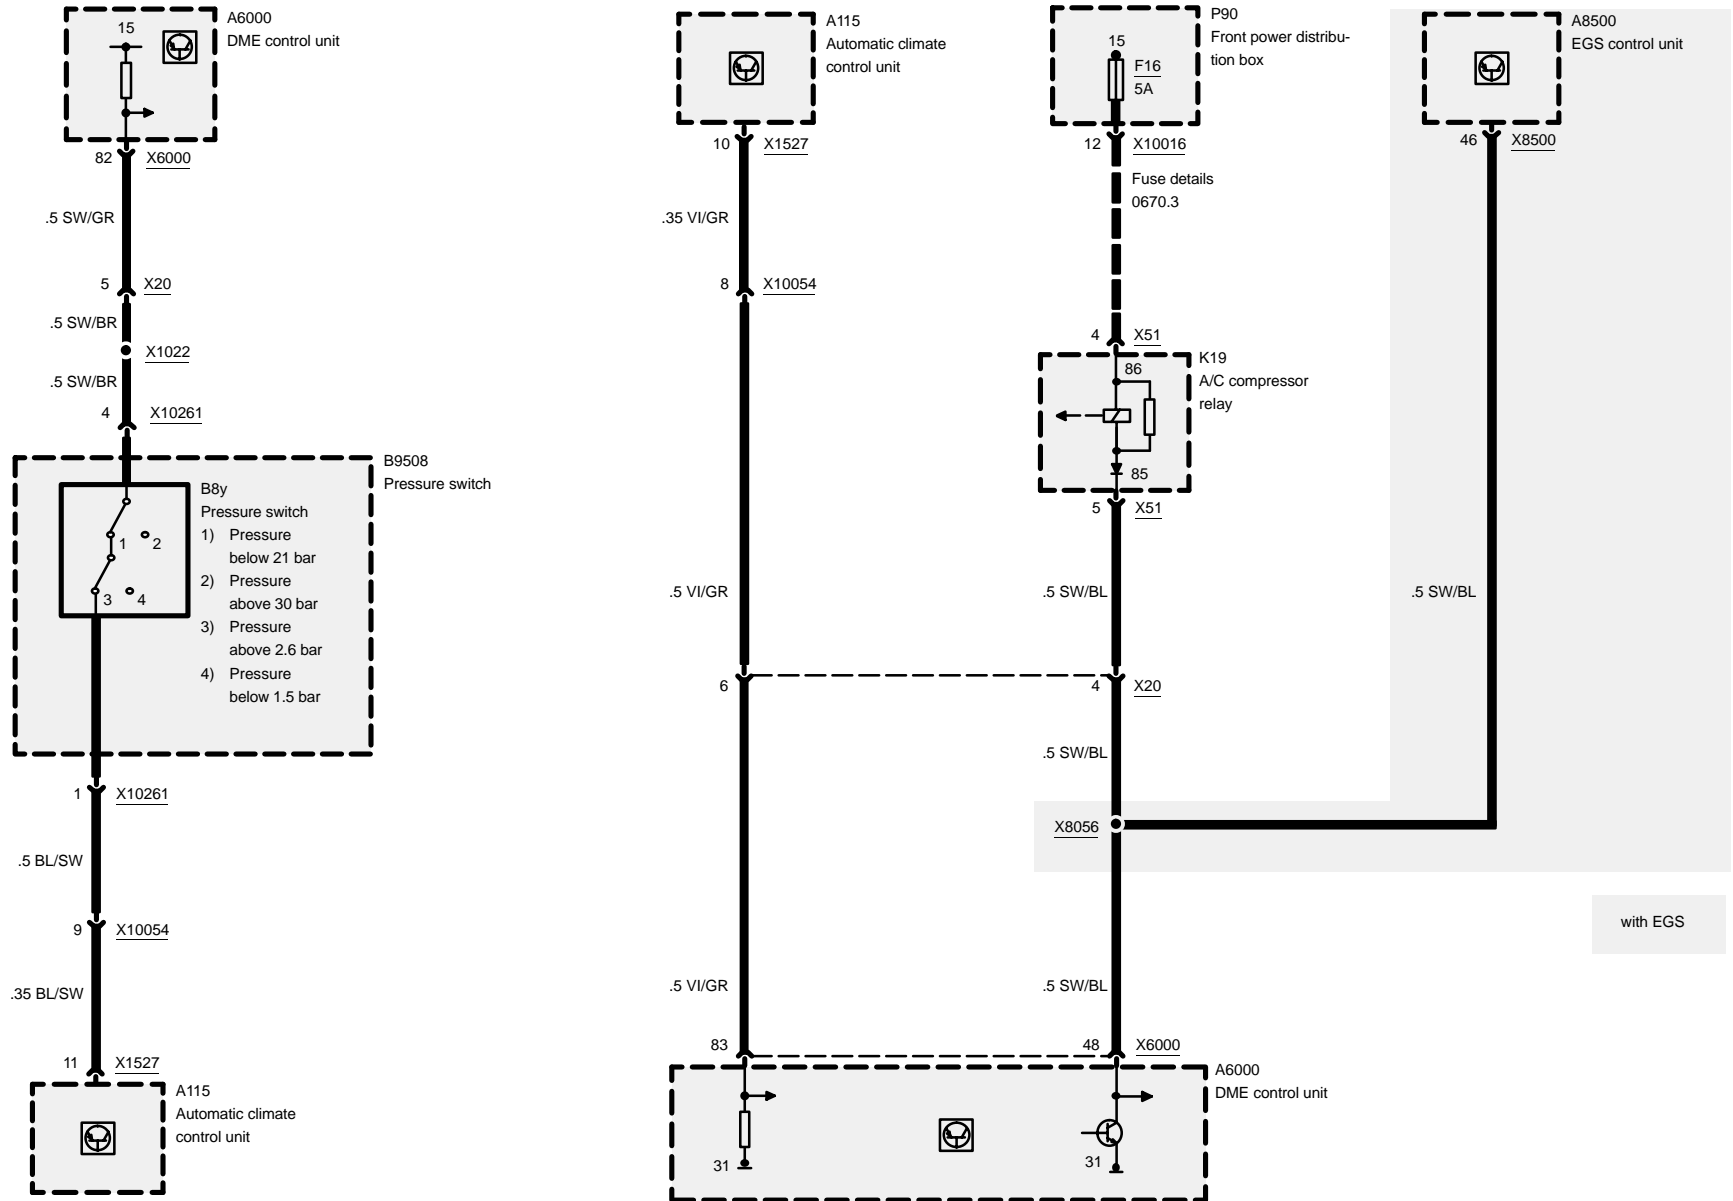 A6000
DME control unit
15
82 X6000
.5 SW/GR
5 X20
.5 SW/BR
X1022
.5 SW/BR
4 X10261
B9508
Pressure switch
B8y
Pressure switch
1) Pressure
below 21 bar
2) Pressure
above 30 bar
3) Pressure
above 2.6 bar
4) Pressure
below 1.5 bar
1 2
3 4
1 X10261
.5 BL/SW
9 X10054
.35 BL/SW
11 X1527
A115
Automatic climate
control unit
A115
Automatic climate
control unit
10 X1527
.35 VI/GR
8 X10054
.5 VI/GR
6
.5 VI/GR
83
P90
Front power distribu-
tion box
15
F16
5A
12 X10016
Fuse details
0670.3
4 X51
K19
A/C compressor
relay
86
85
5 X51
.5 SW/BL
4 X20
.5 SW/BL
X8056
.5 SW/BL
48 X6000
A6000
DME control unit
31
31
A8500
EGS control unit
46 X8500
.5 SW/BL
with EGS